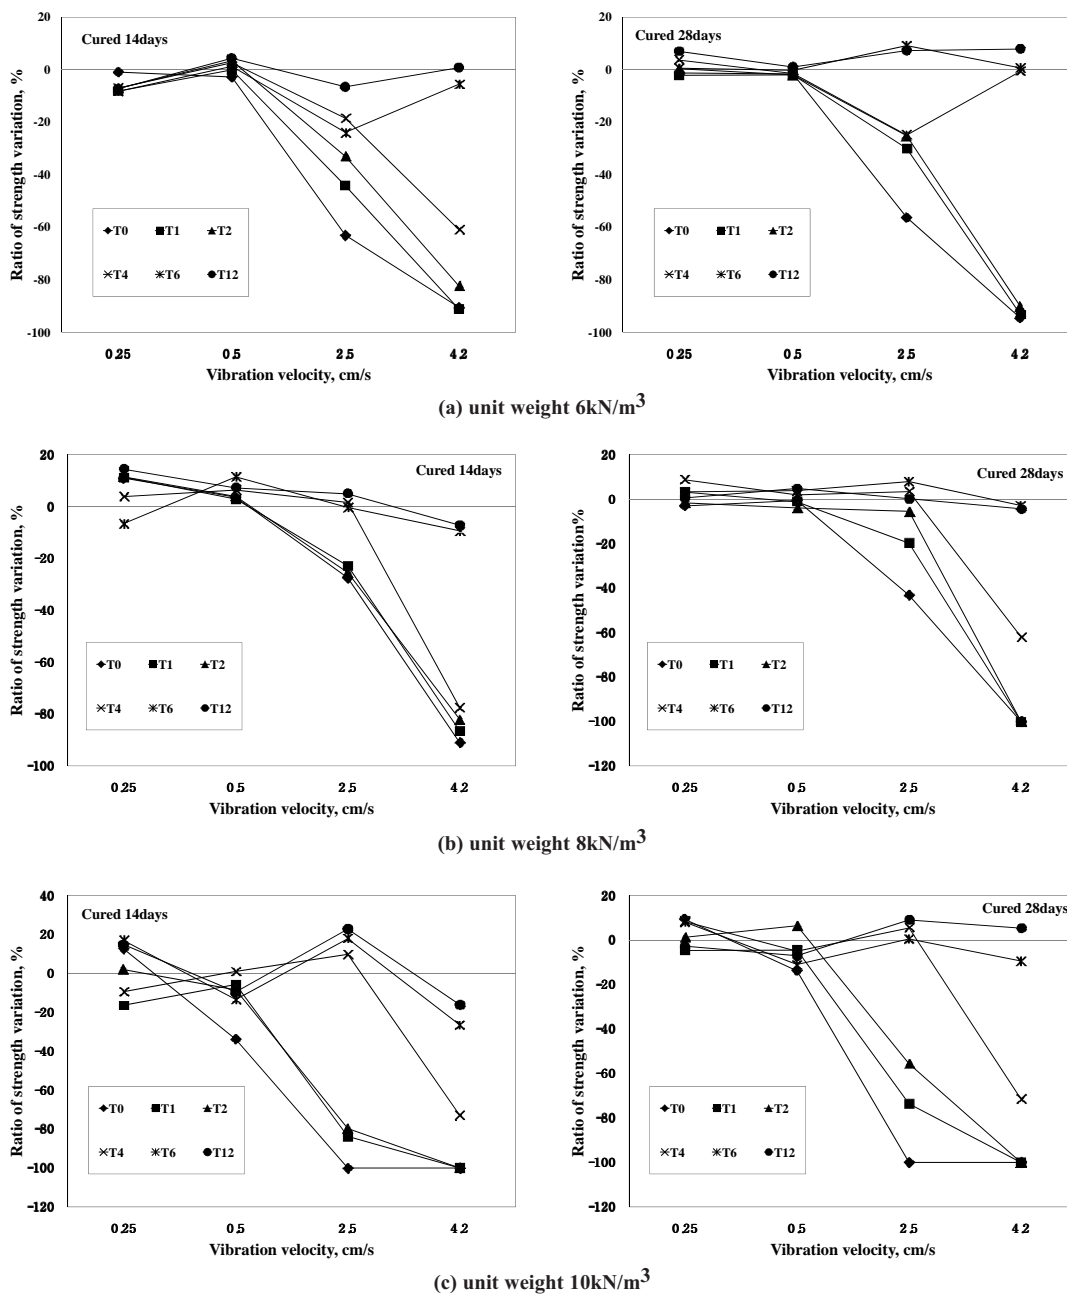 Cured 14days
Ratio of strength variation, %
20
0
-20
-40
-60
-80
-100
T0 T1 T2
T4 T6 T12
0.25 0.5 2.5 4.2
Vibration velocity, cm/s
Cured 28days
Ratio of strength variation, %
20
0
-20
-40
-60
-80
-100
T0 T1 T2
T4 T6 T12
0.25 0.5 2.5 4.2
Vibration velocity, cm/s
(a) unit weight 6kN/m³
Cured 14days
Ratio of strength variation, %
20
0
-20
-40
-60
-80
-100
T0 T1 T2
T4 T6 T12
0.25 0.5 2.5 4.2
Vibration velocity, cm/s
Cured 28days
Ratio of strength variation%
20
0
-20
-40
-60
-80
-100
-120
T0 T1 T2
T4 T6 T12
0.25 0.5 2.5 4.2
Vibration velocity, cm/s
(b) unit weight 8kN/m³
Cured 14days
Ratio of strength variation, %
40
20
0
-20
-40
-60
-80
-100
-120
T0 T1 T2
T4 T6 T12
0.25 0.5 2.5 4.2
Vibration velocity, cm/s
Cured 28days
Ratio of strength variation, %
20
0
-20
-40
-60
-80
-100
-120
T0 T1 T2
T4 T6 T12
0.25 0.5 2.5 4.2
Vibration velocity, cm/s
(c) unit weight 10kN/m³